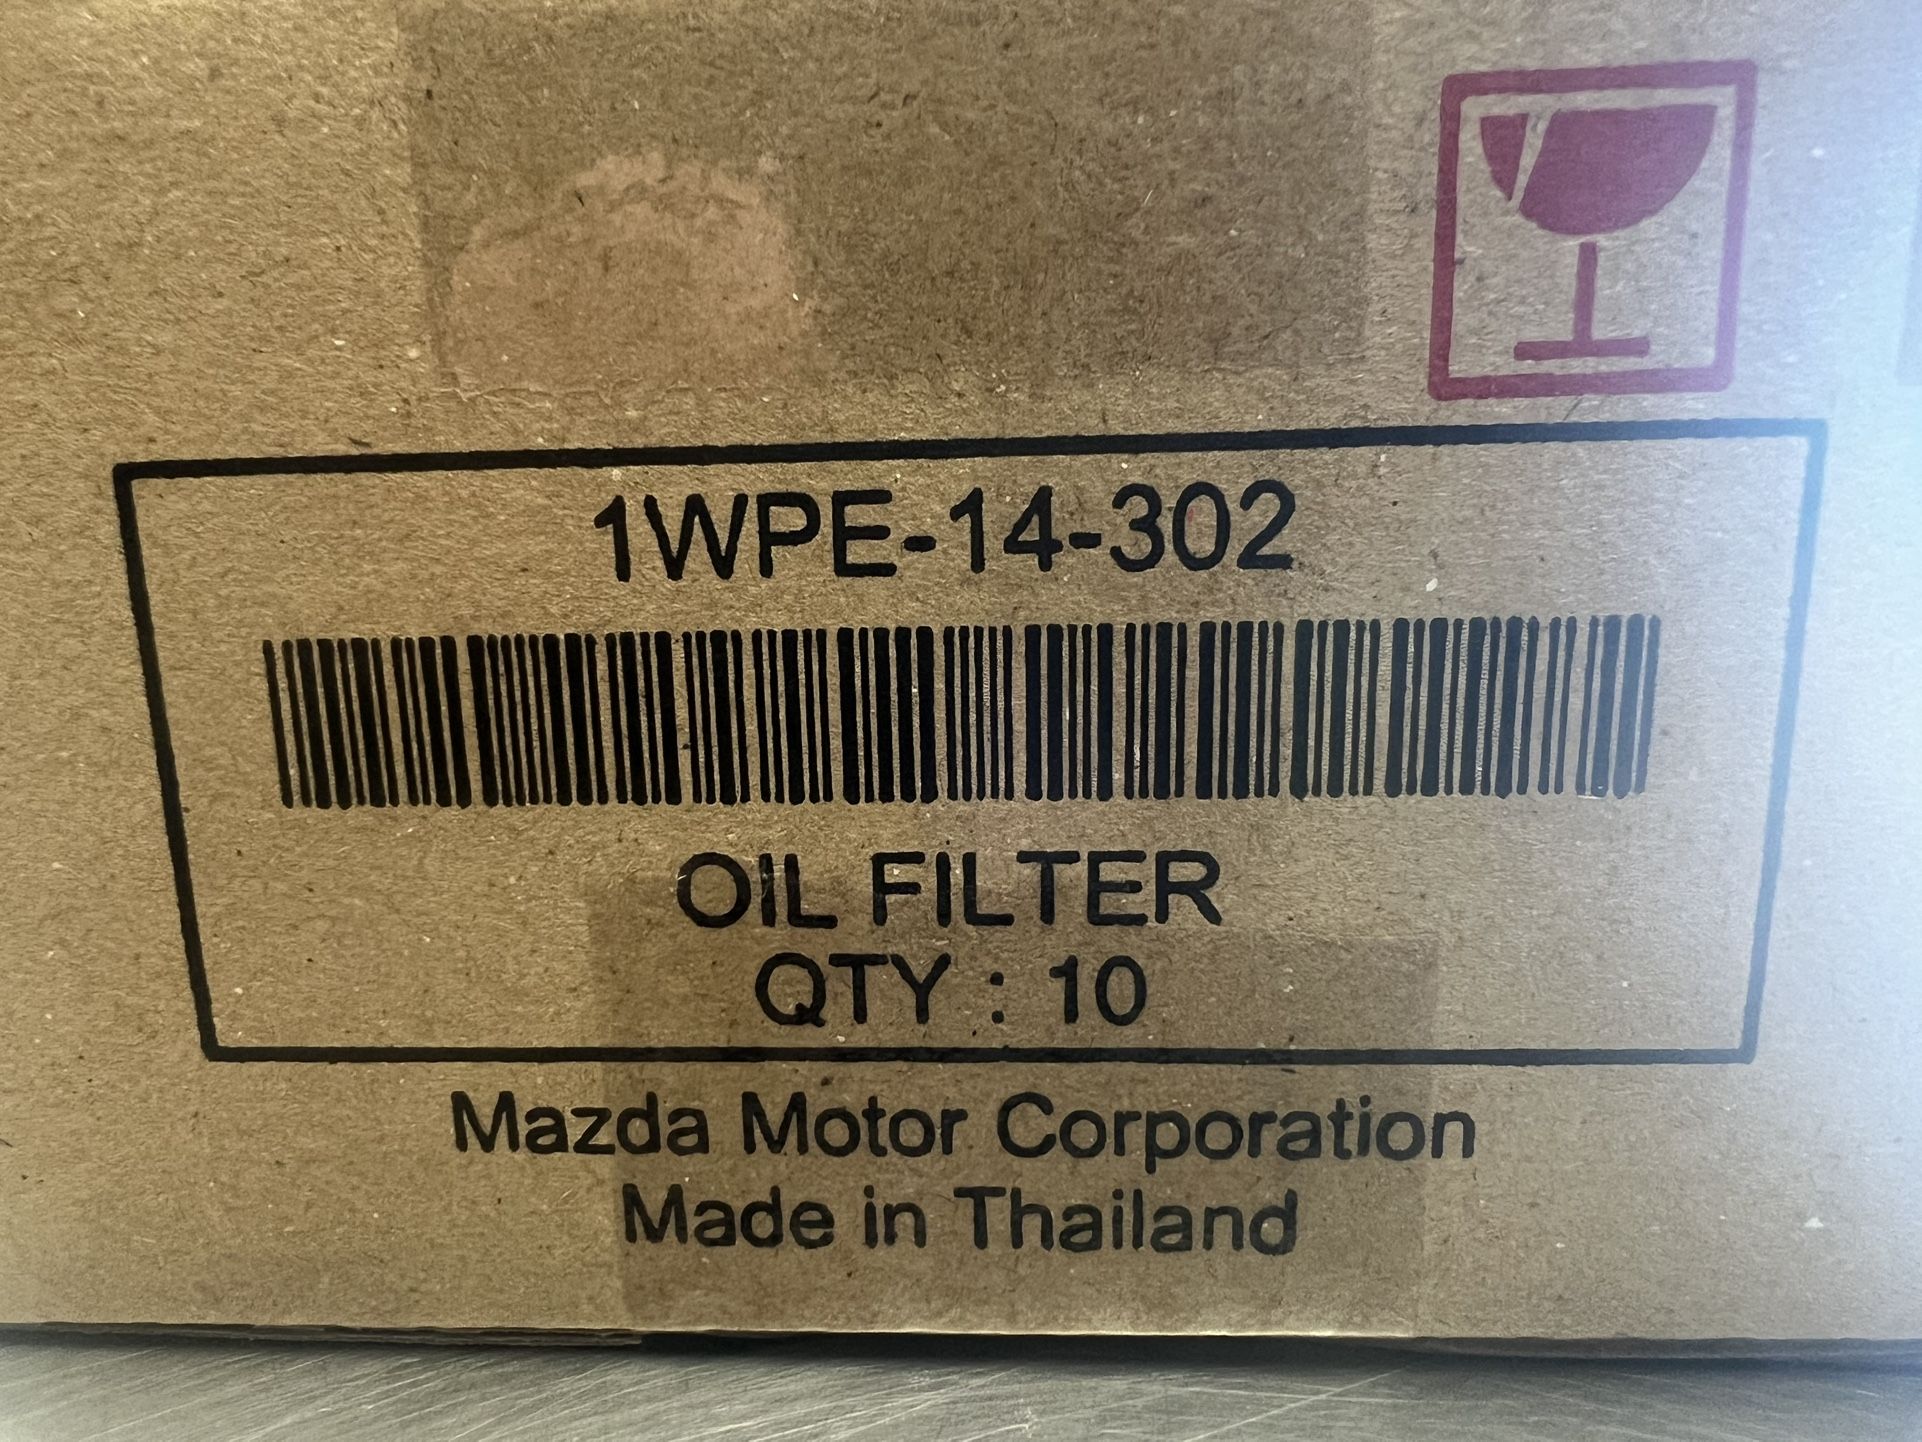 1WPE-14-302
OIL FILTER
QTY : 10
Mazda Motor Corporation
Made in Thailand